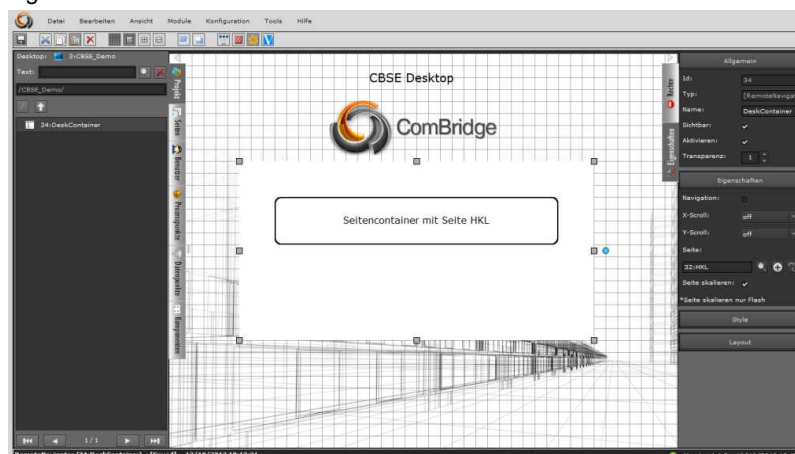 Datei Bearbeiten Ansicht Module Konfiguration Tools Hilfe
Desktop: 3:CBSE_Demo
Text:
/CBSE_Demo/
34:DeskContainer
1/1
Projekt
Seiten
Benutzer
Prozesspunkte
Datenpunkte
Komponenten
CBSE Desktop
ComBridge
Seitencontainer mit Seite HKL
Rechte
Eigenschaften
Allgemein
Id: 34
Typ: [RemoteNaviga
Name: DeskContainer
Sichtbar:
Aktivieren:
Transparenz: 1
Eigenschaften
Navigation:
X-Scroll: off
Y-Scroll: off
Seite:
32:HKL
Seite skalieren:
*Seite skalieren nur Flash
Style
Layout